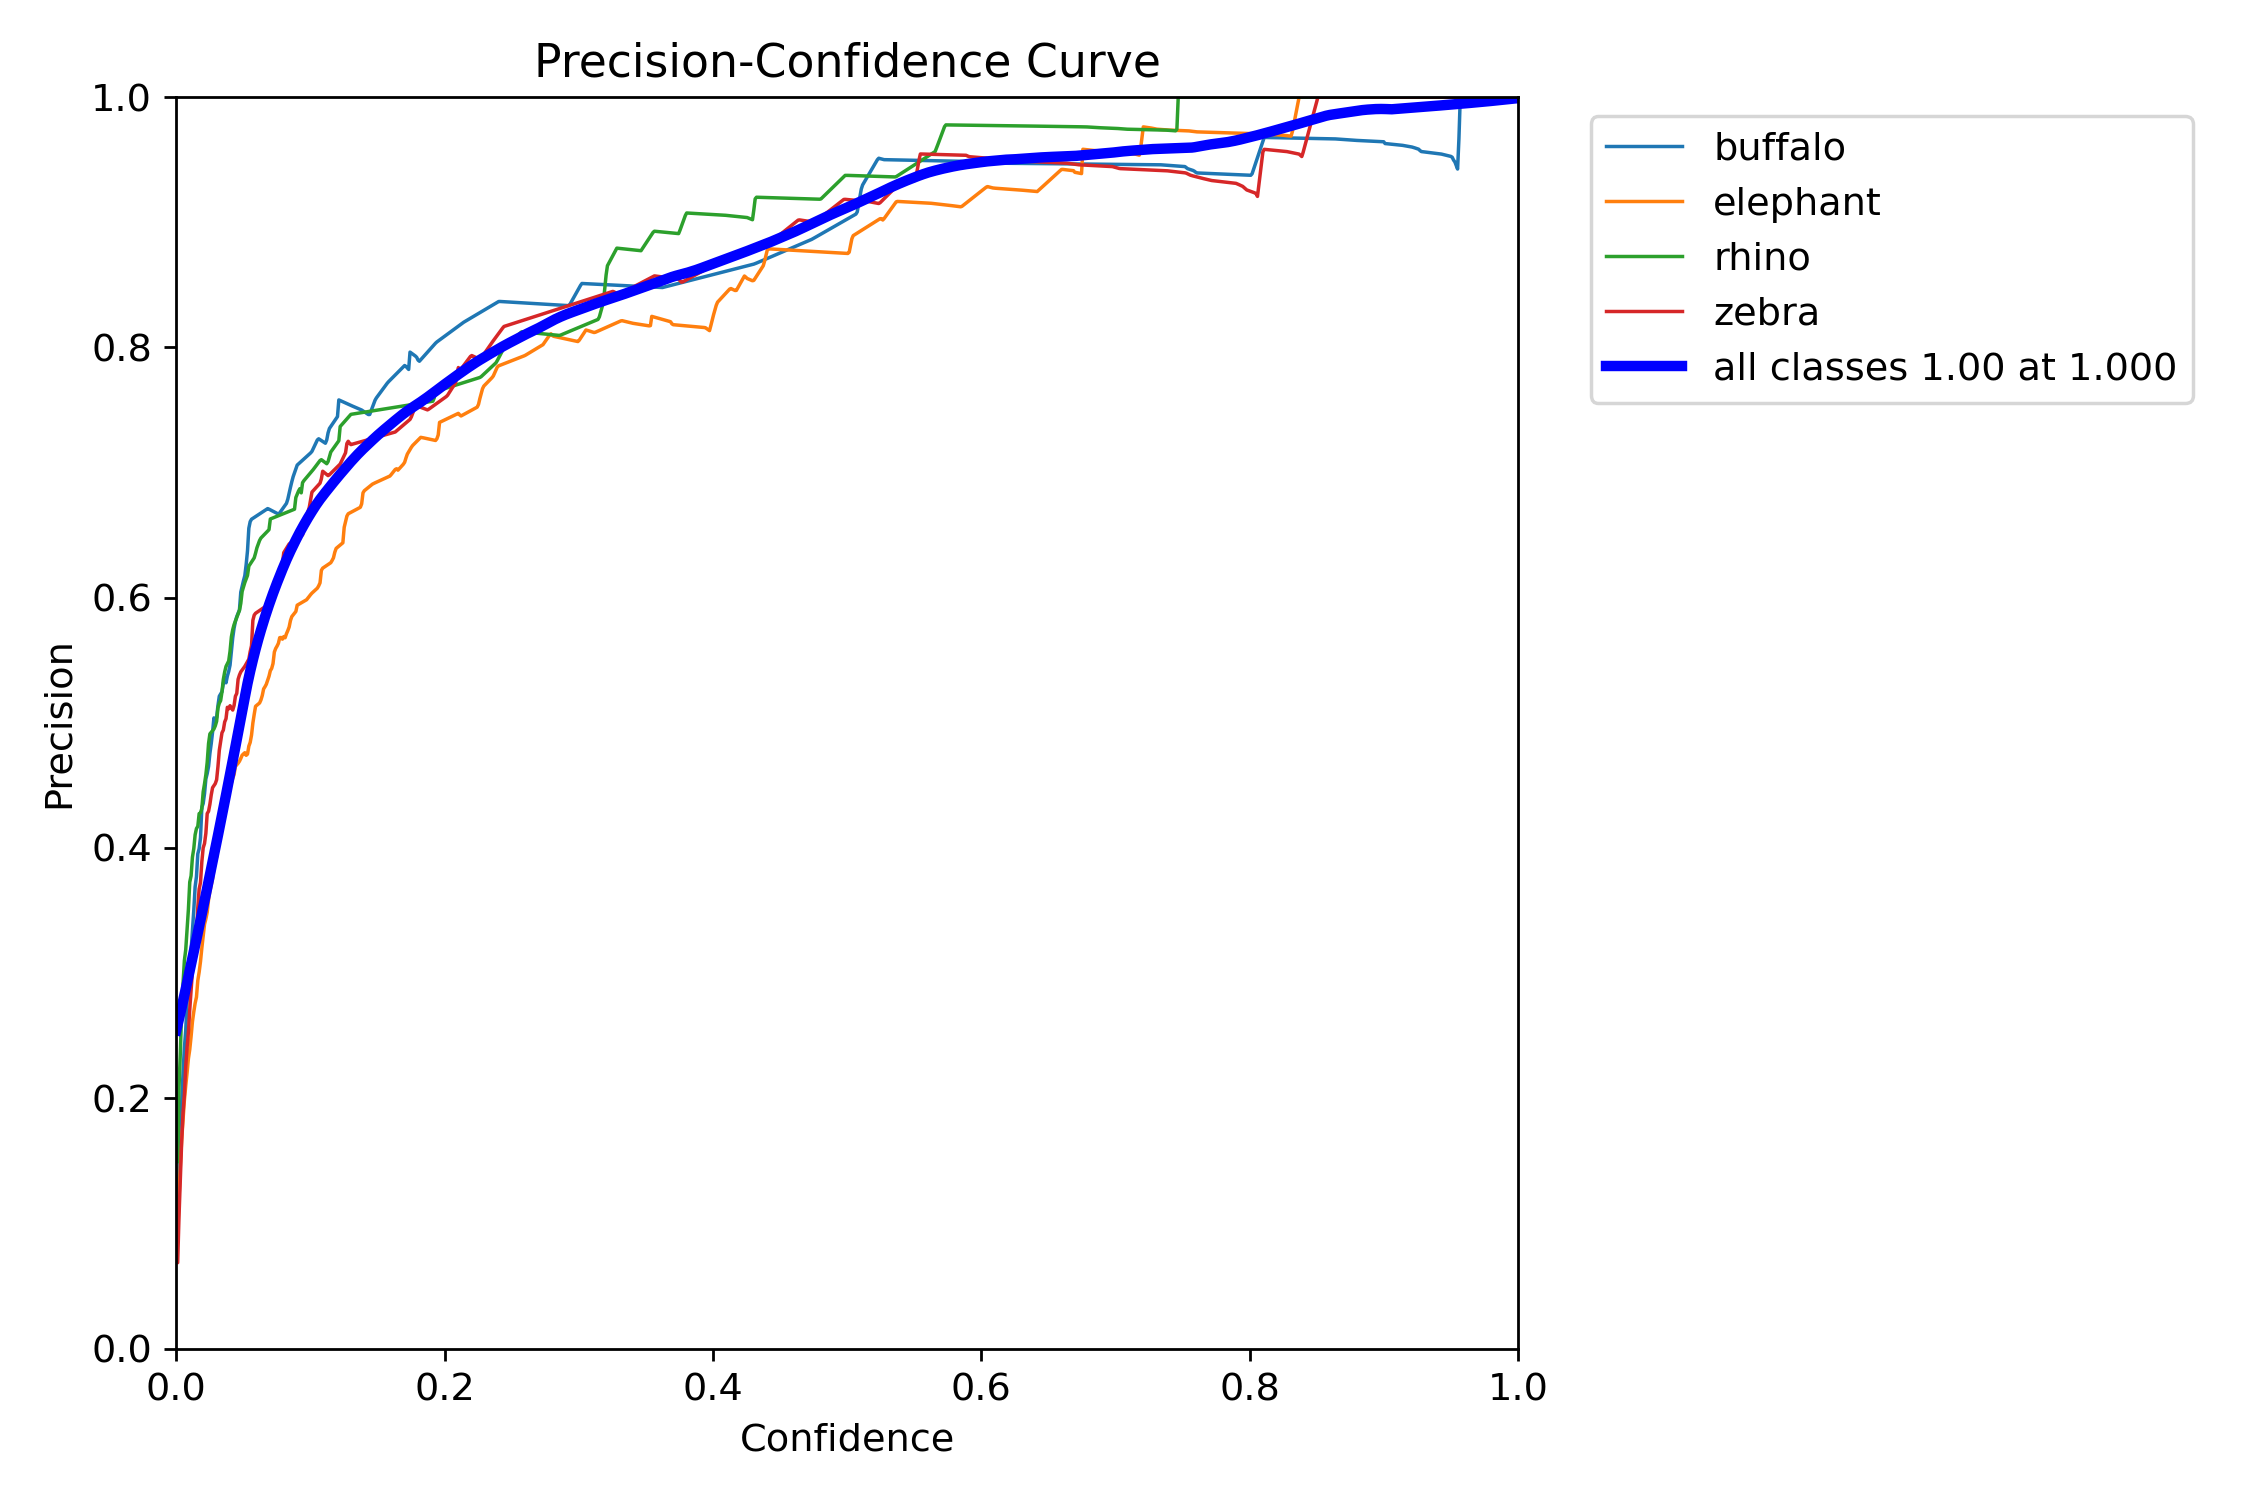 Precision-Confidence Curve
1.0
0.8
0.6
0.4
0.2
0.0
Precision
0.0 0.2 0.4 0.6 0.8 1.0
Confidence
buffalo
elephant
rhino
zebra
all classes 1.00 at 1.000